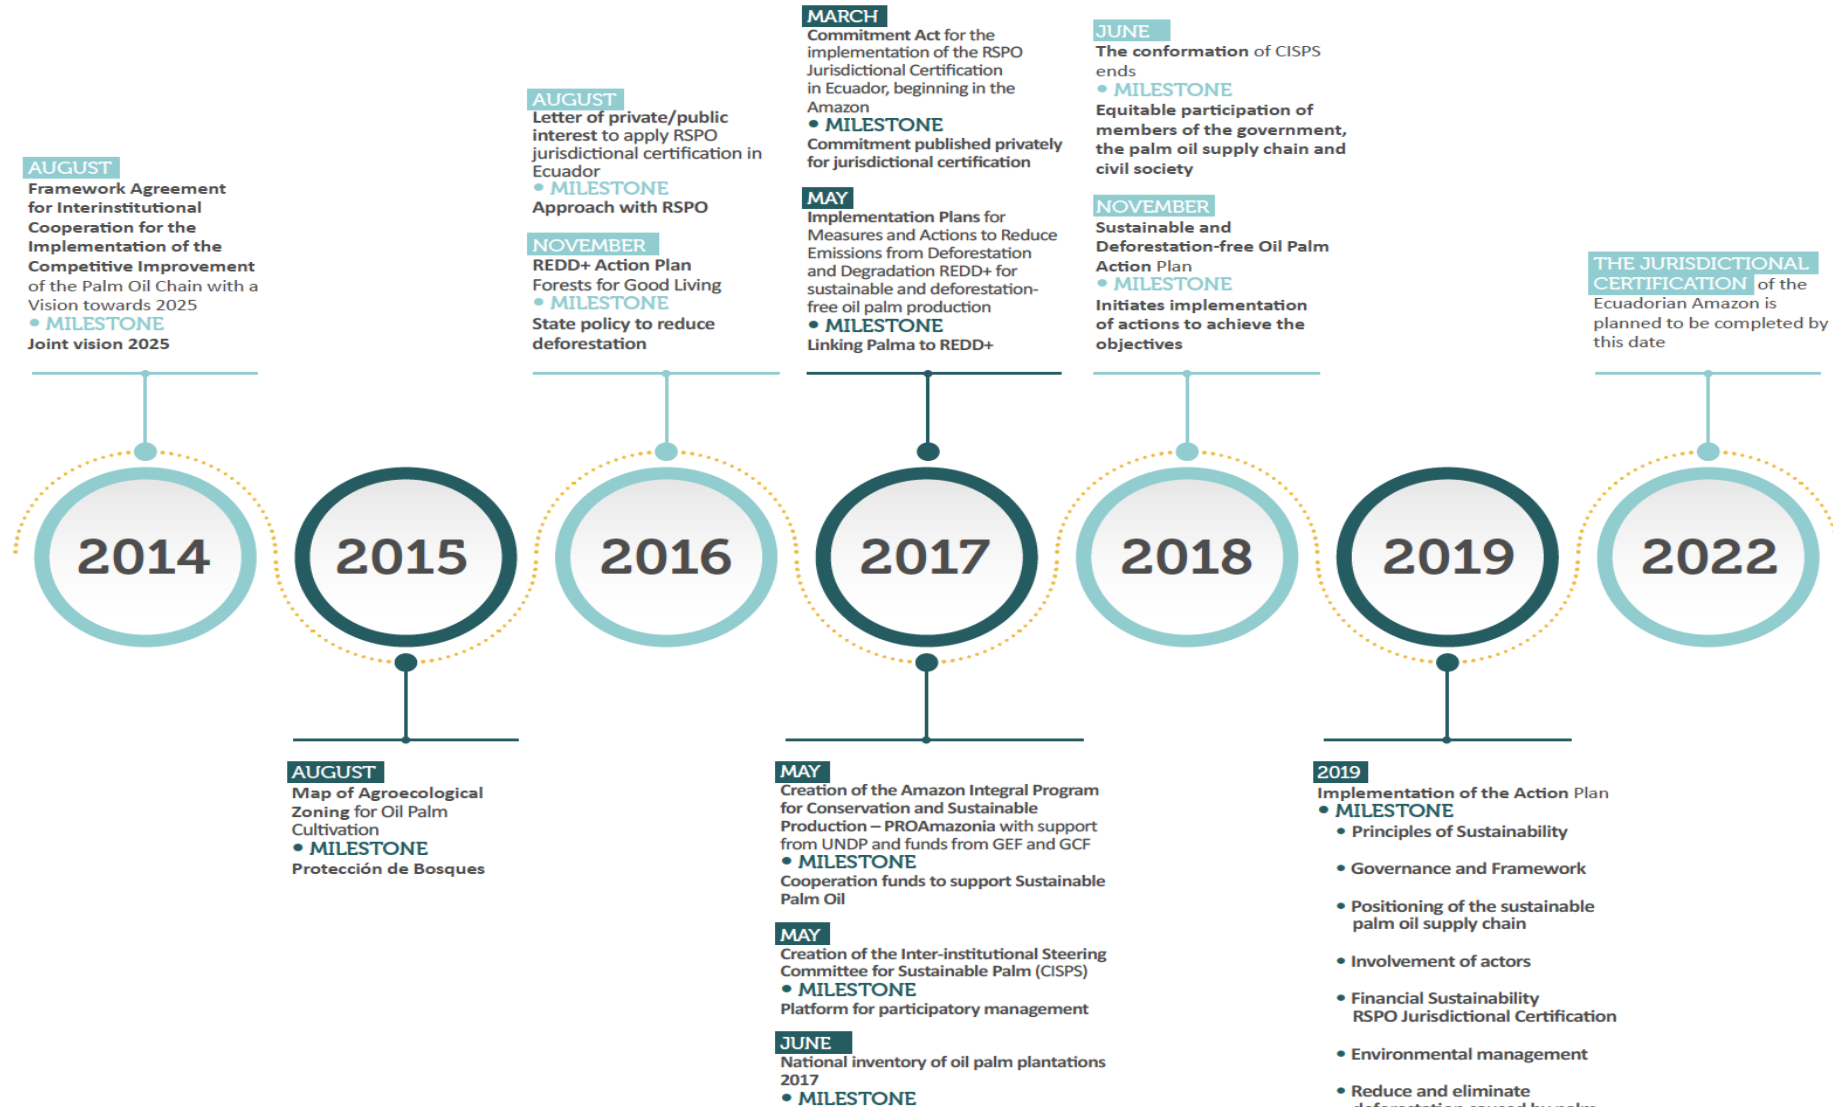 AUGUST
Framework Agreement
for Interinstitutional
Cooperation for the
Implementation of the
Competitive Improvement
of the Palm Oil Chain with a
Vision towards 2025
• MILESTONE
Joint vision 2025
AUGUST
Letter of private/public
interest to apply RSPO
jurisdictional certification in
Ecuador
• MILESTONE
Approach with RSPO
NOVEMBER
REDD+ Action Plan
Forests for Good Living
• MILESTONE
State policy to reduce
deforestation
MARCH
Commitment Act for the
implementation of the RSPO
Jurisdictional Certification
in Ecuador, beginning in the
Amazon
• MILESTONE
Commitment published privately
for jurisdictional certification
MAY
Implementation Plans for
Measures and Actions to Reduce
Emissions from Deforestation
and Degradation REDD+ for
sustainable and deforestation-
free oil palm production
• MILESTONE
Linking Palma to REDD+
JUNE
The conformation of CISPS
ends
• MILESTONE
Equitable participation of
members of the government,
the palm oil supply chain and
civil society
NOVEMBER
Sustainable and
Deforestation-free Oil Palm
Action Plan
• MILESTONE
Initiates implementation
of actions to achieve the
objectives
THE JURISDICTIONAL
CERTIFICATION of the
Ecuadorian Amazon is
planned to be completed by
this date
2014
2015
2016
2017
2018
2019
2022
AUGUST
Map of Agroecological
Zoning for Oil Palm
Cultivation
• MILESTONE
Protección de Bosques
MAY
Creation of the Amazon Integral Program
for Conservation and Sustainable
Production – PROAmazonia with support
from UNDP and funds from GEF and GCF
• MILESTONE
Cooperation funds to support Sustainable
Palm Oil
MAY
Creation of the Inter-institutional Steering
Committee for Sustainable Palm (CISPS)
• MILESTONE
Platform for participatory management
JUNE
National inventory of oil palm plantations
2017
• MILESTONE
2019
Implementation of the Action Plan
• MILESTONE
• Principles of Sustainability
• Governance and Framework
• Positioning of the sustainable
palm oil supply chain
• Involvement of actors
• Financial Sustainability
RSPO Jurisdictional Certification
• Environmental management
• Reduce and eliminate
deforestation caused by palm